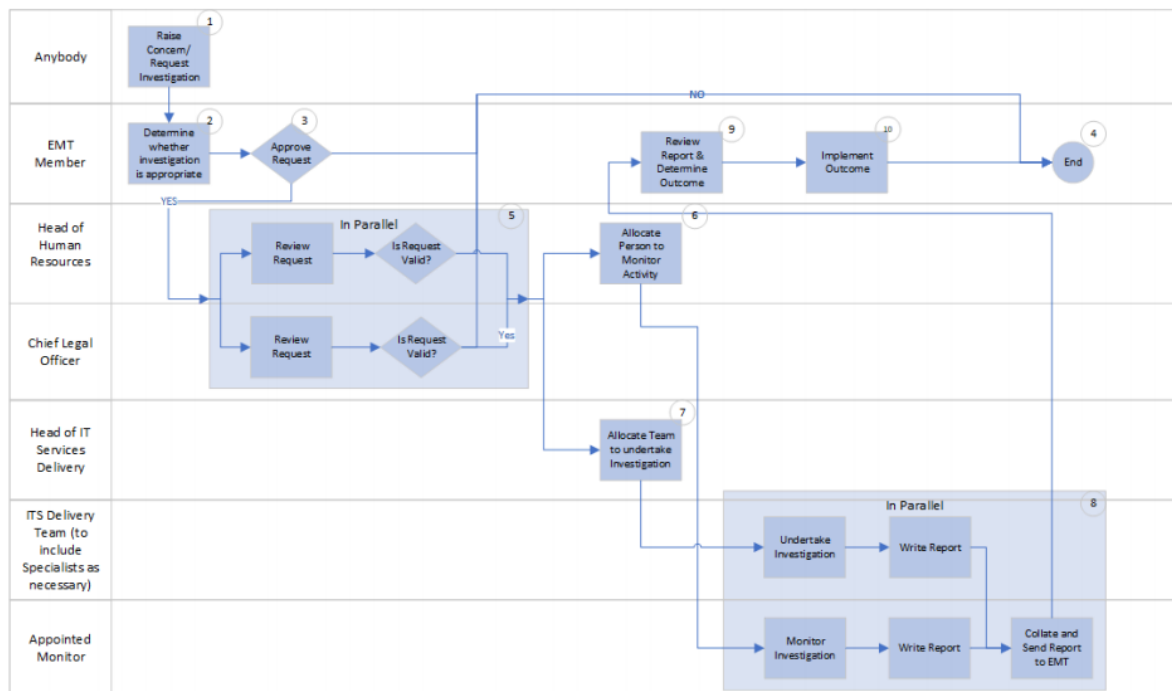 1
Anybody
Raise
Concern/
Request
Investigation
NO
EMT
Member
2
Determine
whether
investigation
is appropriate
3
Approve
Request
9
Review
Report &
Determine
Outcome
10
Implement
Outcome
4
End
YES
Head of
Human
Resources
In Parallel
5
Review
Request
Is Request
Valid?
6
Allocate
Person to
Monitor
Activity
Chief Legal
Officer
Review
Request
Is Request
Valid?
Yes
Head of IT
Services
Delivery
7
Allocate Team
to undertake
Investigation
ITS Delivery
Team (to
include
Specialists as
necessary)
In Parallel
8
Undertake
Investigation
Write Report
Appointed
Monitor
Monitor
Investigation
Write Report
Collate and
Send Report
to EMT